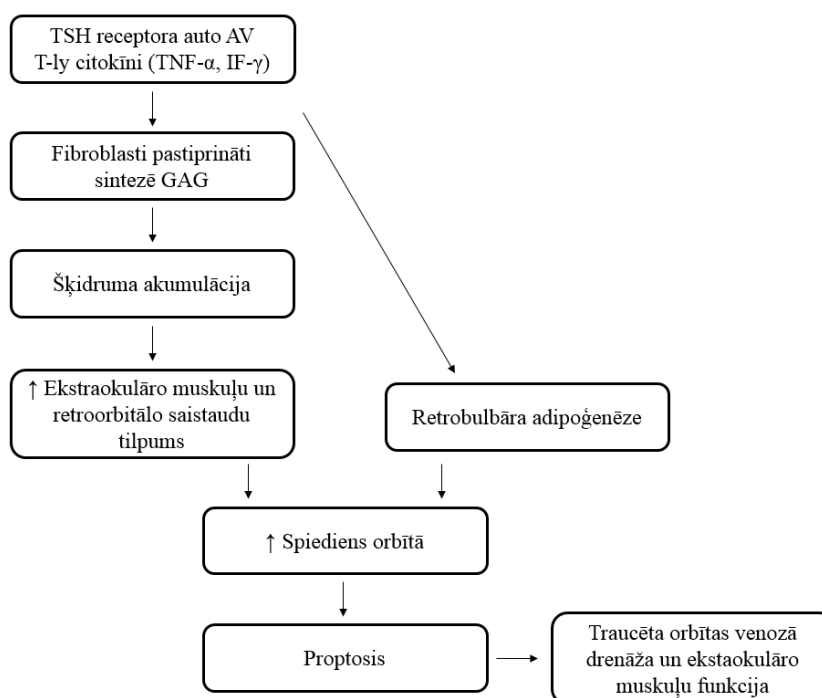 TSH receptora auto AV
T-ly citokīni (TNF-α, IF-γ)
Fibroblasti pastiprināti
sintezē GAG
Šķidruma akumulācija
↑ Ekstraokulāro muskuļu un
retroorbitālo saistaudu
tilpums
Retrobulbāra adipoģenēze
↑ Spiediens orbītā
Proptosis
Traucēta orbītas venozā
drenāža un ekstaokulāro
muskuļu funkcija